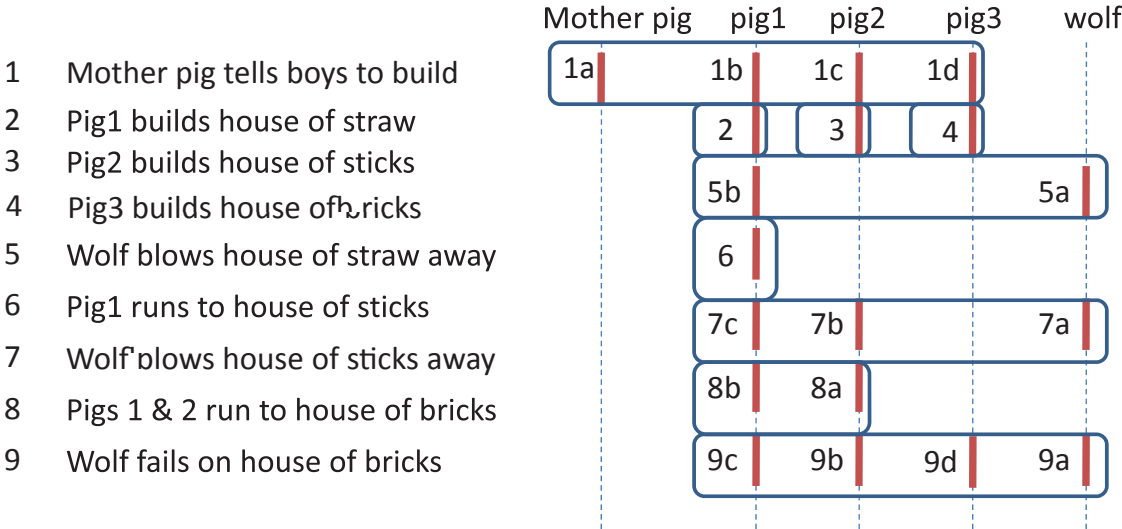 Mother pig pig1 pig2 pig3 wolf
1 Mother pig tells boys to build 1a 1b 1c 1d
2 Pig1 builds house of straw 2 3 4
3 Pig2 builds house of sticks
4 Pig3 builds house of ricks 5b 5a
5 Wolf blows house of straw away 6
6 Pig1 runs to house of sticks 7c 7b 7a
7 Wolf'plows house of sticks away
8 Pigs 1 & 2 run to house of bricks 8b 8a
9 Wolf fails on house of bricks 9c 9b 9d 9a